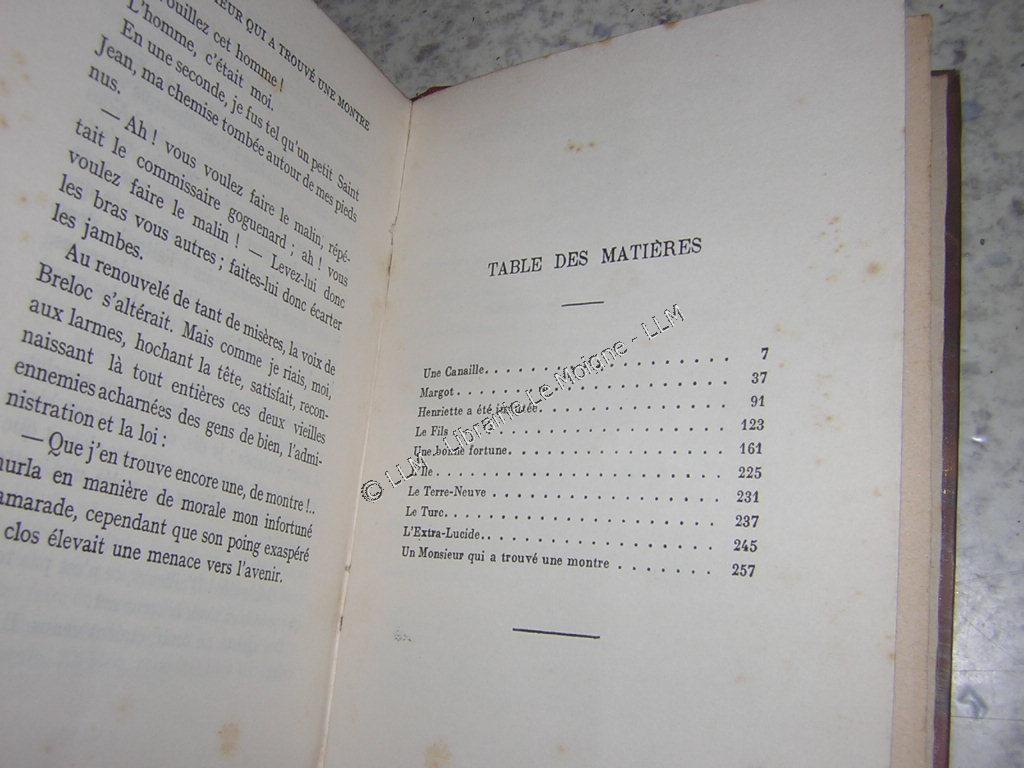 IEUR QUI A TROUVÉ UNE MONTRE
rouillez cet homme !
L'homme, c'était moi.
En une seconde, je fus tel qu'un petit Saint
Jean, ma chemise tombée autour de mes pieds
nus.
— Ah ! vous voulez faire le malin, répé-
tait le commissaire goguenard ; ah ! vous
voulez faire le malin ! — Levez-lui donc
les bras vous autres ; faites-lui donc écarter
les jambes.
Au renouvelé de tant de misères, la voix de
Breloc s'altérait. Mais comme je riais, moi,
aux larmes, hochant la tête, satisfait, recon-
naissant là tout entières ces deux vieilles
ennemies acharnées des gens de bien, l'admi-
nistration et la loi :
— Que j'en trouve encore une, de montre !..
hurla en manière de morale mon infortuné
amarade, cependant que son poing exaspéré
clos élevait une menace vers l'avenir.
TABLE DES MATIÈRES
Une Canaille. . . . . . . . . . . . . . 7
Margot . . . . . . . . . . . . . . . . 37
Henriette a été insultée. . . . . . . . . 91
Le Fils . . . . . . . . . . . . . . . . 123
Une bonne fortune. . . . . . . . . . . . 161
L'Ile . . . . . . . . . . . . . . . . . 225
Le Terre-Neuve . . . . . . . . . . . . . 231
Le Turc. . . . . . . . . . . . . . . . . 237
L'Extra-Lucide. . . . . . . . . . . . . . 245
Un Monsieur qui a trouvé une montre . . . . . . . 257
© LLM - Librairie Le Moigne - LLM